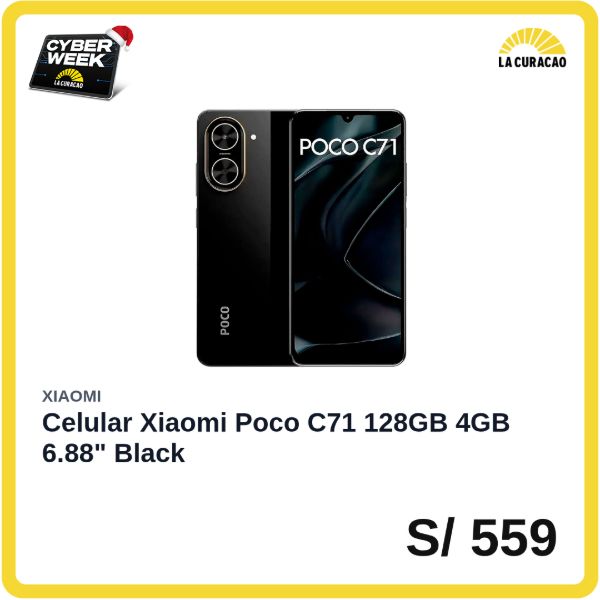 CYBER
WEEK
LA CURACAO
LA CURACAO
POCO C71
POCO
XIAOMI
Celular Xiaomi Poco C71 128GB 4GB
6.88" Black
S/ 559